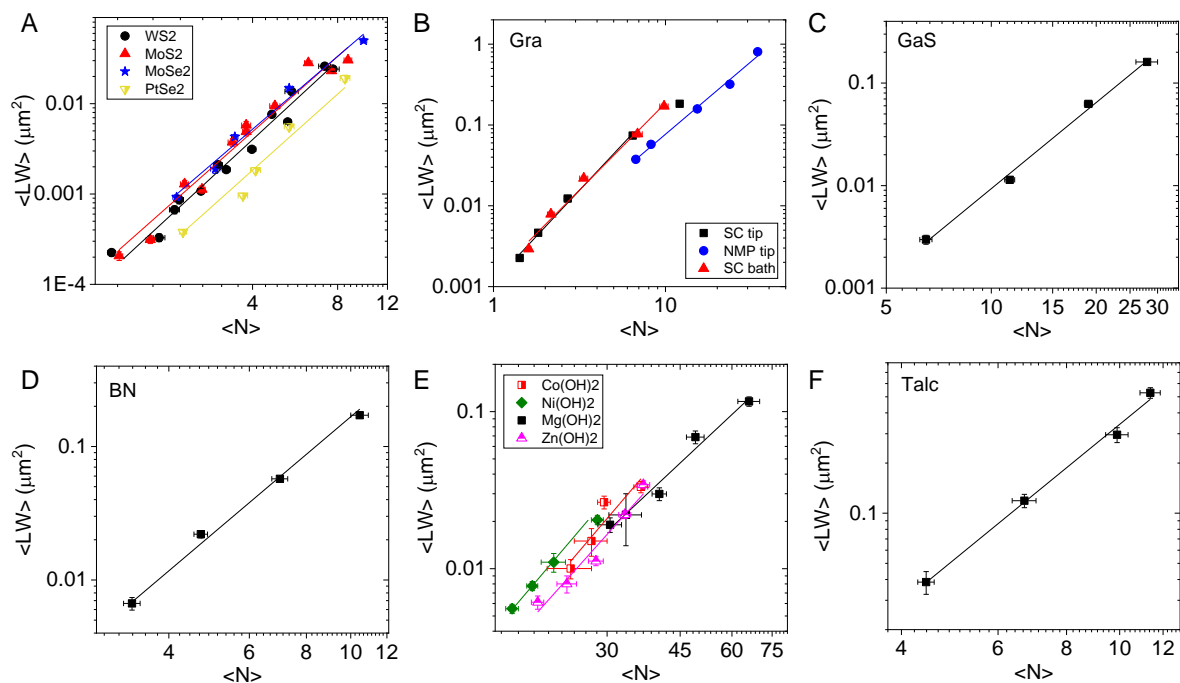 A
WS2
MoS2
MoSe2
PtSe2
0.01
0.001
1E-4
4
8
12
<LW> (μm²)
<N>
B
Gra
1
0.1
0.01
0.001
1
10
SC tip
NMP tip
SC bath
<LW> (μm²)
<N>
C
GaS
0.1
0.01
0.001
5
10
15
20
25
30
<LW> (μm²)
<N>
D
BN
0.1
0.01
4
6
8
10
<LW> (μm²)
<N>
E
Co(OH)2
Ni(OH)2
Mg(OH)2
Zn(OH)2
0.1
0.01
30
45
60
75
<LW> (μm²)
<N>
F
Talc
0.1
4
6
8
10
12
<LW> (μm²)
<N>